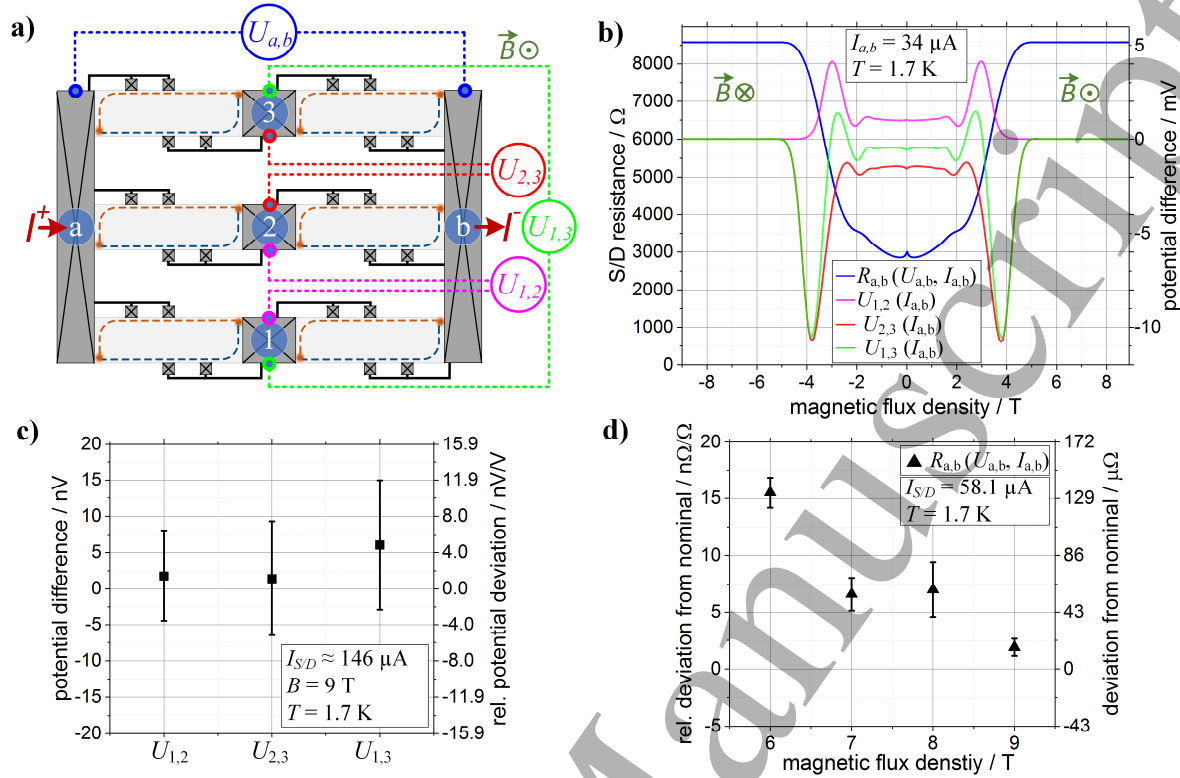 a)
U_{a,b}
\vec{B} ⊙
3
U_{2,3}
I^{+}
a
2
b
I^{-}
U_{1,3}
U_{1,2}
1
b)
I_{a,b} = 34 µA
T = 1.7 K
\vec{B} ⊗
\vec{B} ⊙
S/D resistance / Ω
8000
7000
6000
5000
4000
3000
2000
1000
0
potential difference / mV
5
0
-5
-10
R_{a,b} (U_{a,b}, I_{a,b})
U_{1,2} (I_{a,b})
U_{2,3} (I_{a,b})
U_{1,3} (I_{a,b})
-8 -6 -4 -2 0 2 4 6 8
magnetic flux density / T
c)
potential difference / nV
20
15
10
5
0
-5
-10
-15
-20
rel. potential deviation / nV/V
15.9
11.9
8.0
4.0
0.0
-4.0
-8.0
-11.9
-15.9
I_{S/D} ≈ 146 µA
B = 9 T
T = 1.7 K
U_{1,2} U_{2,3} U_{1,3}
d)
rel. deviation from nominal / nΩ/Ω
20
15
10
5
0
-5
deviation from nominal / µΩ
172
129
86
43
0
-43
R_{a,b} (U_{a,b}, I_{a,b})
I_{S/D} = 58.1 µA
T = 1.7 K
6 7 8 9
magnetic flux denstiy / T
Manuscript